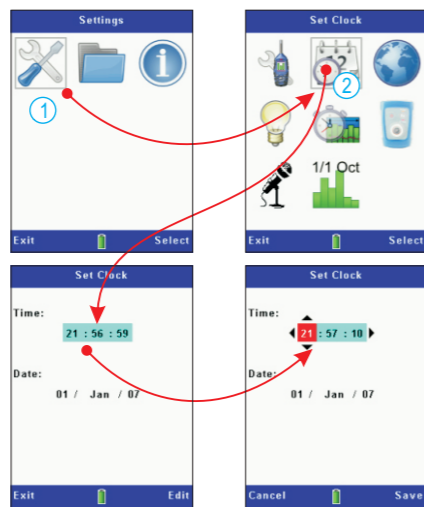 Settings
1
Exit Select
Set Clock
2
1/1 Oct
Exit Select
Set Clock
Time:
21 : 56 : 59
Date:
01 / Jan / 07
Exit Edit
Set Clock
Time:
21 : 57 : 10
Date:
01 / Jan / 07
Cancel Save